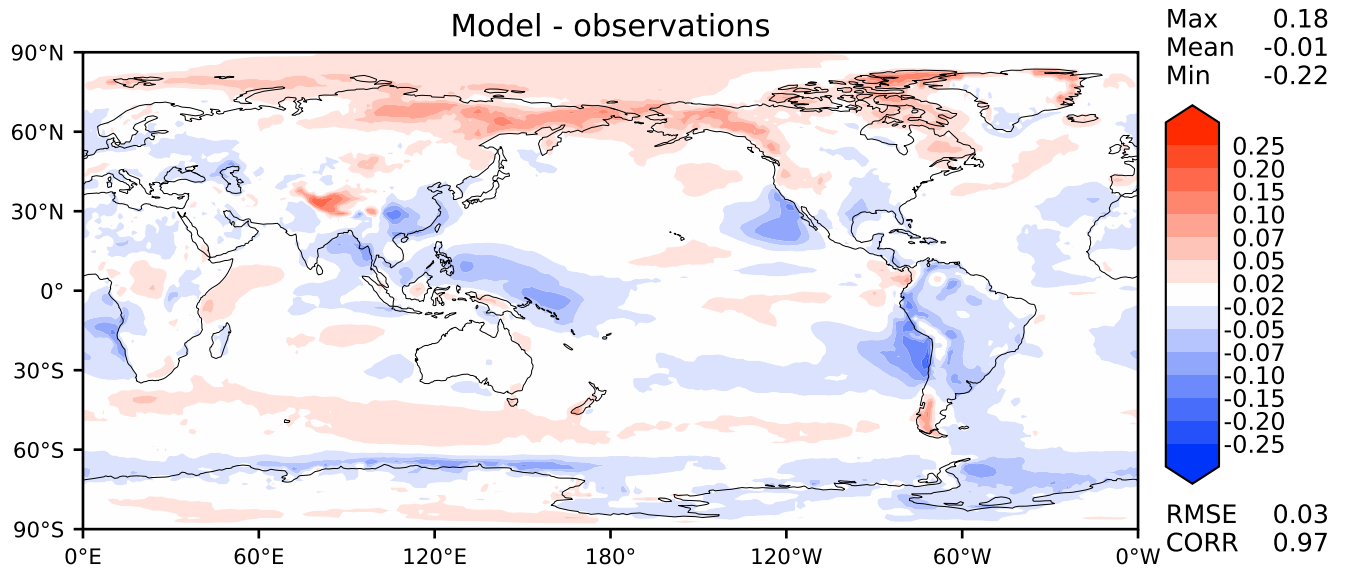 Model - observations
Max 0.18
Mean -0.01
Min -0.22
90°N
60°N
30°N
0°
30°S
60°S
90°S
0°E 60°E 120°E 180° 120°W 60°W 0°W
0.25
0.20
0.15
0.10
0.07
0.05
0.02
-0.02
-0.05
-0.07
-0.10
-0.15
-0.20
-0.25
RMSE 0.03
CORR 0.97